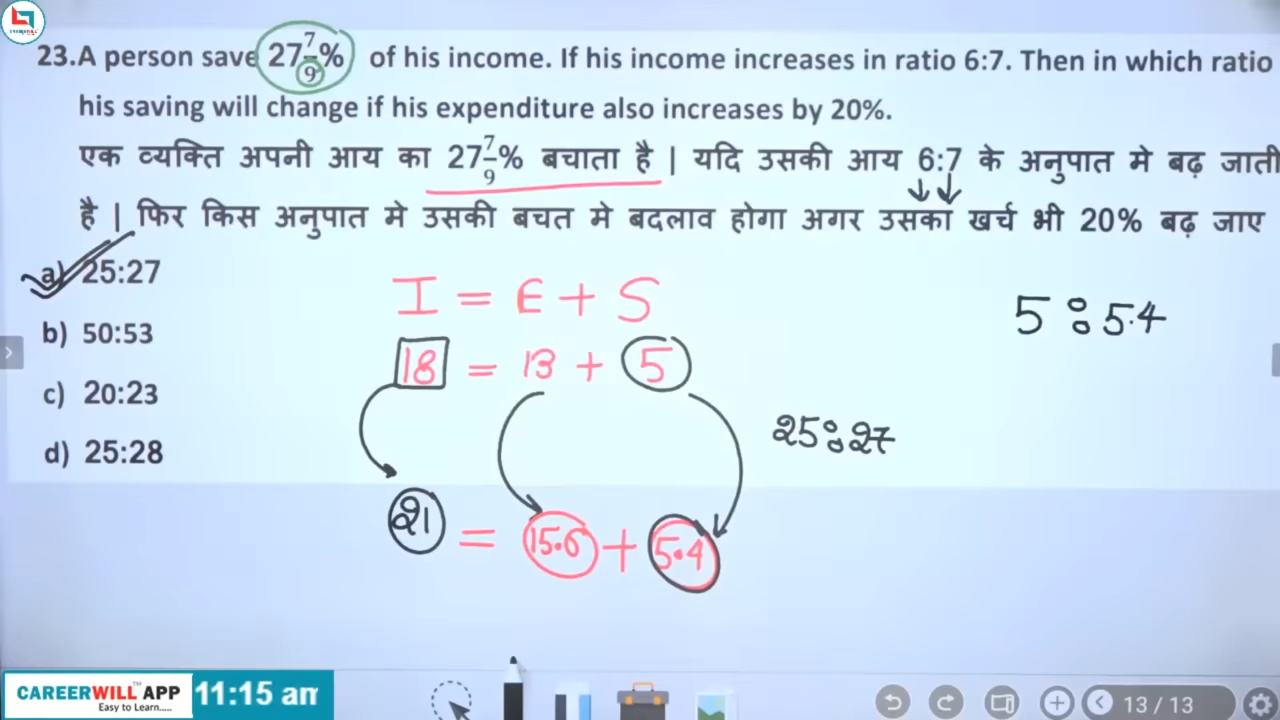 CAREERWILL
23.A person save 27 7/9 % of his income. If his income increases in ratio 6:7. Then in which ratio
his saving will change if his expenditure also increases by 20%.
एक व्यक्ति अपनी आय का 27 7/9 % बचाता है | यदि उसकी आय 6:7 के अनुपात मे बढ़ जाती
है | फिर किस अनुपात मे उसकी बचत मे बदलाव होगा अगर उसका खर्च भी 20% बढ़ जाए
a) 25:27
I = E + S
5 : 5.4
b) 50:53
18 = 13 + 5
c) 20:23
25:27
d) 25:28
21 = 15.6 + 5.4
CAREERWILL APP
Easy to Learn.....
11:15 am
13 / 13